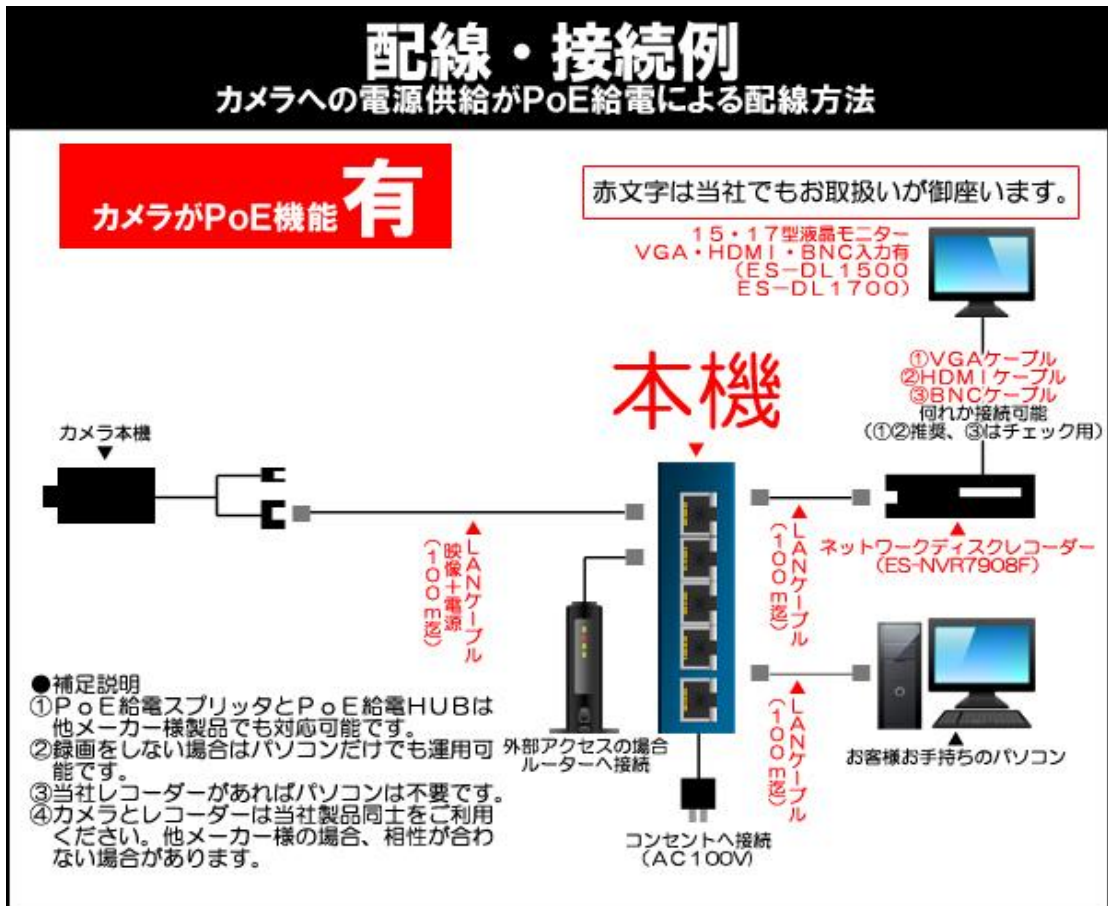 配線・接続例
カメラへの電源供給がPoE給電による配線方法
カメラがPoE機能 有
赤文字は当社でもお取扱いが御座います。
15・17型液晶モニター
VGA・HDMI・BNC入力有
(ES-DL1500
ES-DL1700)
①VGAケーブル
②HDMIケーブル
③BNCケーブル
何れか接続可能
(①②推奨、③はチェック用)
本機
▼
カメラ本機
▼
▲LANケーブル
映像+電源
(100m迄)
▲LANケーブル
(100m迄)
▲
ネットワークディスクレコーダー
(ES-NVR7908F)
▲LANケーブル
(100m迄)
▲
お客様お手持ちのパソコン
外部アクセスの場合
ルーターへ接続
コンセントへ接続
(AC100V)
●補足説明
①PoE給電スプリッタとPoE給電HUBは
他メーカー様製品でも対応可能です。
②録画をしない場合はパソコンだけでも運用可
能です。
③当社レコーダーがあればパソコンは不要です。
④カメラとレコーダーは当社製品同士をご利用
ください。他メーカー様の場合、相性が合わ
ない場合があります。